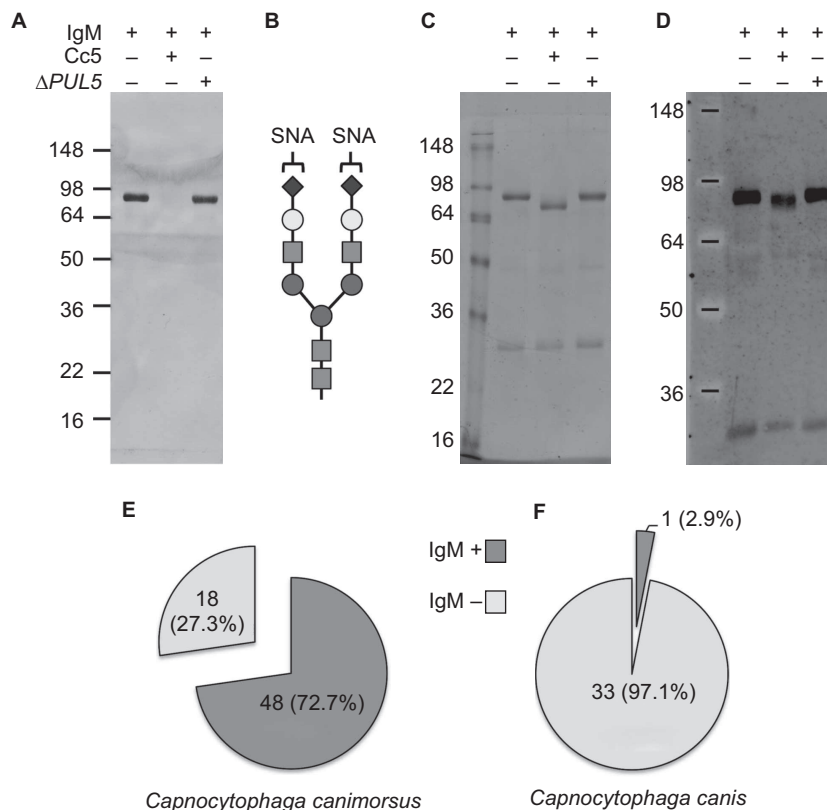 A
IgM + + +
Cc5 – + –
ΔPUL5 – – +
148
98
64
50
36
22
16
B
SNA SNA
C
+ + +
– + –
– – +
148
98
64
50
36
22
16
D
+ + +
– + –
– – +
148
98
64
50
36
E
18
(27.3%)
48 (72.7%)
Capnocytophaga canimorsus
IgM +
IgM –
F
1 (2.9%)
33 (97.1%)
Capnocytophaga canis